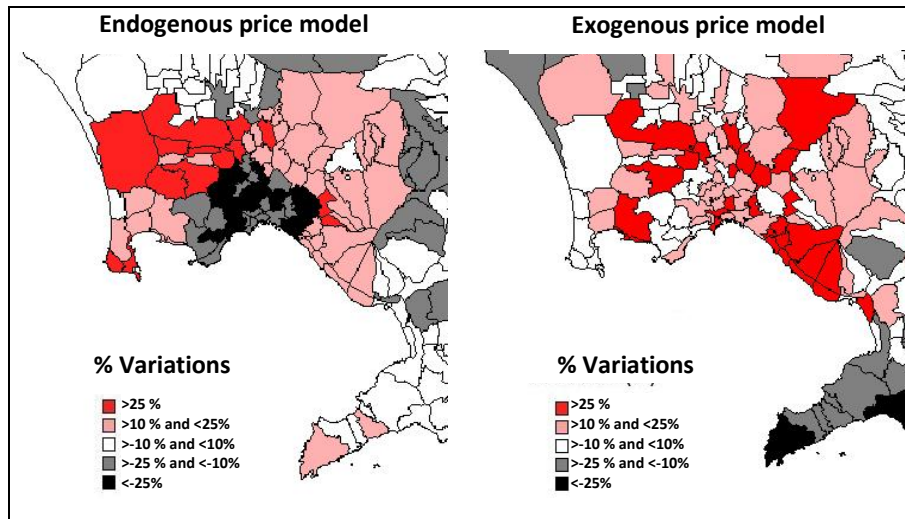 Endogenous price model
Exogenous price model
% Variations
>25 %
>10 % and <25%
>-10 % and <10%
>-25 % and <-10%
<-25%
% Variations
>25 %
>10 % and <25%
>-10 % and <10%
>-25 % and <-10%
<-25%